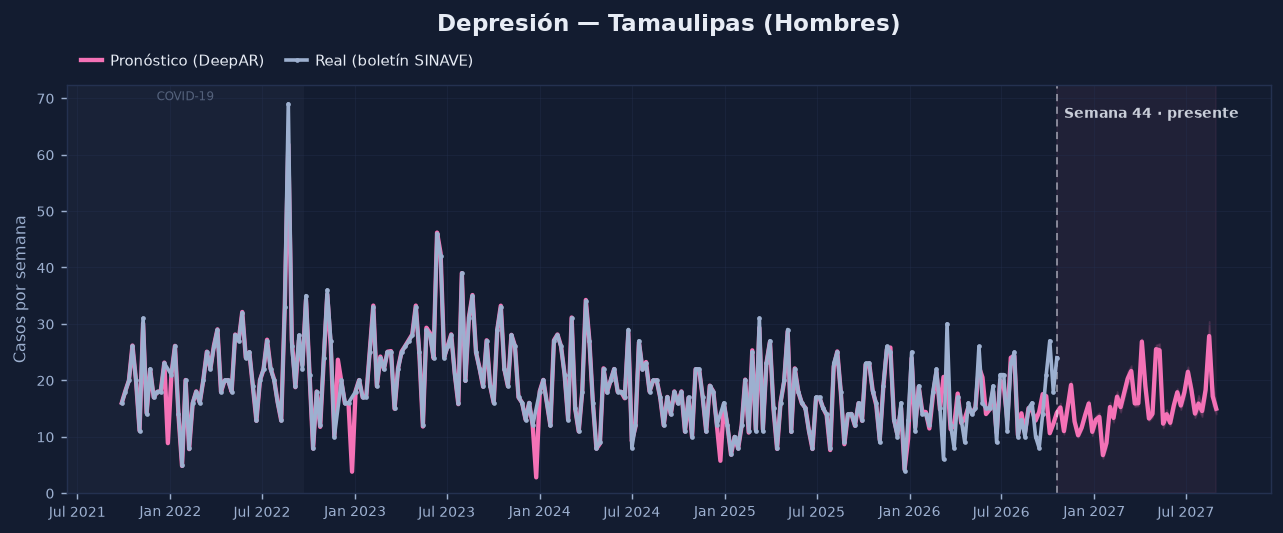 Depresión — Tamaulipas (Hombres)
Pronóstico (DeepAR)
Real (boletín SINAVE)
COVID-19
Semana 44 · presente
Casos por semana
70
60
50
40
30
20
10
0
Jul 2021
Jan 2022
Jul 2022
Jan 2023
Jul 2023
Jan 2024
Jul 2024
Jan 2025
Jul 2025
Jan 2026
Jul 2026
Jan 2027
Jul 2027